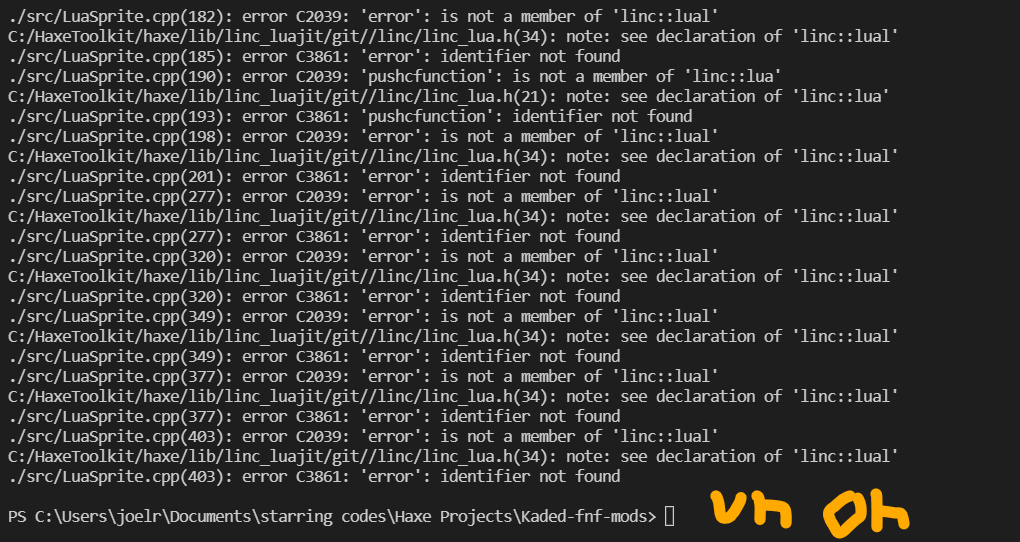 ./src/LuaSprite.cpp(182): error C2039: 'error': is not a member of 'linc::lual'
C:/HaxeToolkit/haxe/lib/linc_luajit/git//linc/linc_lua.h(34): note: see declaration of 'linc::lual'
./src/LuaSprite.cpp(185): error C3861: 'error': identifier not found
./src/LuaSprite.cpp(190): error C2039: 'pushcfunction': is not a member of 'linc::lua'
C:/HaxeToolkit/haxe/lib/linc_luajit/git//linc/linc_lua.h(21): note: see declaration of 'linc::lua'
./src/LuaSprite.cpp(193): error C3861: 'pushcfunction': identifier not found
./src/LuaSprite.cpp(198): error C2039: 'error': is not a member of 'linc::lual'
C:/HaxeToolkit/haxe/lib/linc_luajit/git//linc/linc_lua.h(34): note: see declaration of 'linc::lual'
./src/LuaSprite.cpp(201): error C3861: 'error': identifier not found
./src/LuaSprite.cpp(277): error C2039: 'error': is not a member of 'linc::lual'
C:/HaxeToolkit/haxe/lib/linc_luajit/git//linc/linc_lua.h(34): note: see declaration of 'linc::lual'
./src/LuaSprite.cpp(277): error C3861: 'error': identifier not found
./src/LuaSprite.cpp(320): error C2039: 'error': is not a member of 'linc::lual'
C:/HaxeToolkit/haxe/lib/linc_luajit/git//linc/linc_lua.h(34): note: see declaration of 'linc::lual'
./src/LuaSprite.cpp(320): error C3861: 'error': identifier not found
./src/LuaSprite.cpp(349): error C2039: 'error': is not a member of 'linc::lual'
C:/HaxeToolkit/haxe/lib/linc_luajit/git//linc/linc_lua.h(34): note: see declaration of 'linc::lual'
./src/LuaSprite.cpp(349): error C3861: 'error': identifier not found
./src/LuaSprite.cpp(377): error C2039: 'error': is not a member of 'linc::lual'
C:/HaxeToolkit/haxe/lib/linc_luajit/git//linc/linc_lua.h(34): note: see declaration of 'linc::lual'
./src/LuaSprite.cpp(377): error C3861: 'error': identifier not found
./src/LuaSprite.cpp(403): error C2039: 'error': is not a member of 'linc::lual'
C:/HaxeToolkit/haxe/lib/linc_luajit/git//linc/linc_lua.h(34): note: see declaration of 'linc::lual'
./src/LuaSprite.cpp(403): error C3861: 'error': identifier not found
PS C:\Users\joelr\Documents\starring codes\Haxe Projects\Kaded-fnf-mods> vn oh